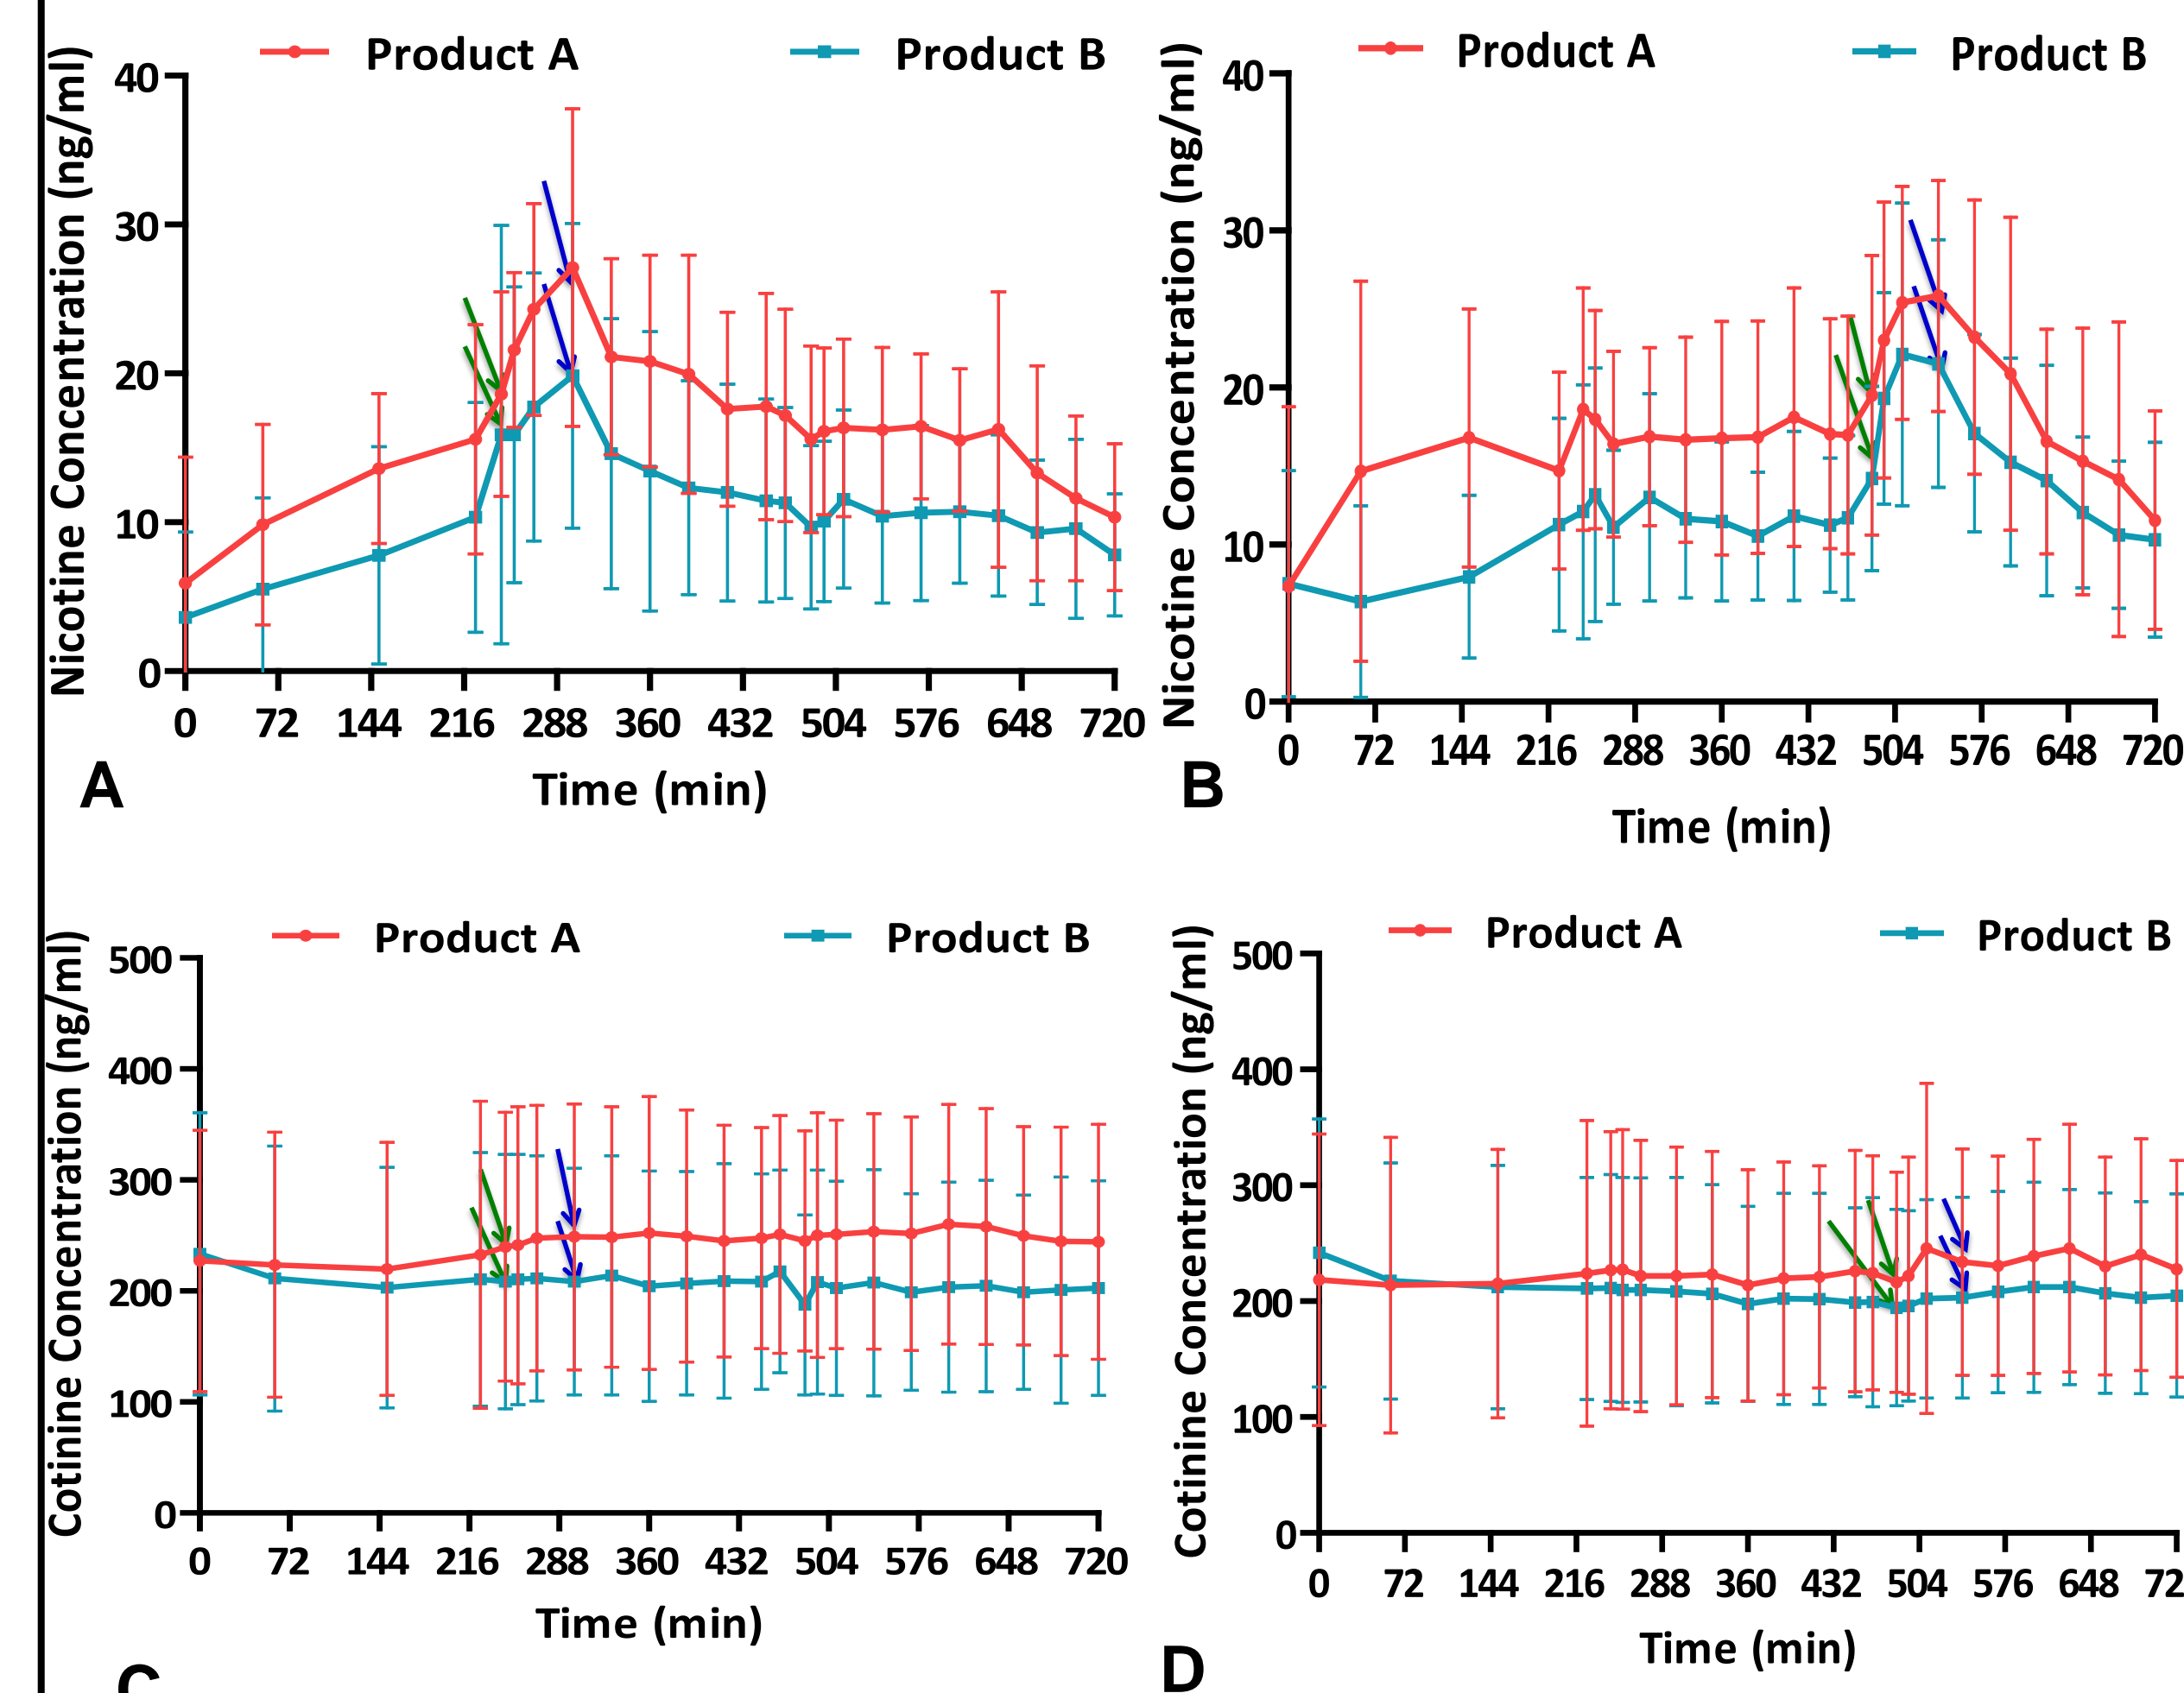 Product A Product B
Nicotine Concentration (ng/ml)
40
30
20
10
0
0 72 144 216 288 360 432 504 576 648 720
Time (min)
A
Product A Product B
Nicotine Concentration (ng/ml)
40
30
20
10
0
0 72 144 216 288 360 432 504 576 648 720
Time (min)
B
Product A Product B
Cotinine Concentration (ng/ml)
500
400
300
200
100
0
0 72 144 216 288 360 432 504 576 648 720
Time (min)
C
Product A Product B
Cotinine Concentration (ng/ml)
500
400
300
200
100
0
0 72 144 216 288 360 432 504 576 648 72
Time (min)
D